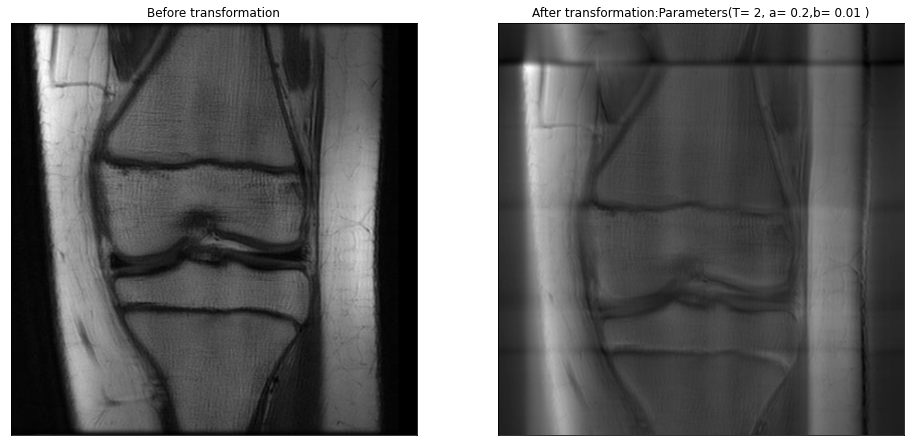 Before transformation
After transformation:Parameters(T= 2, a= 0.2,b= 0.01 )